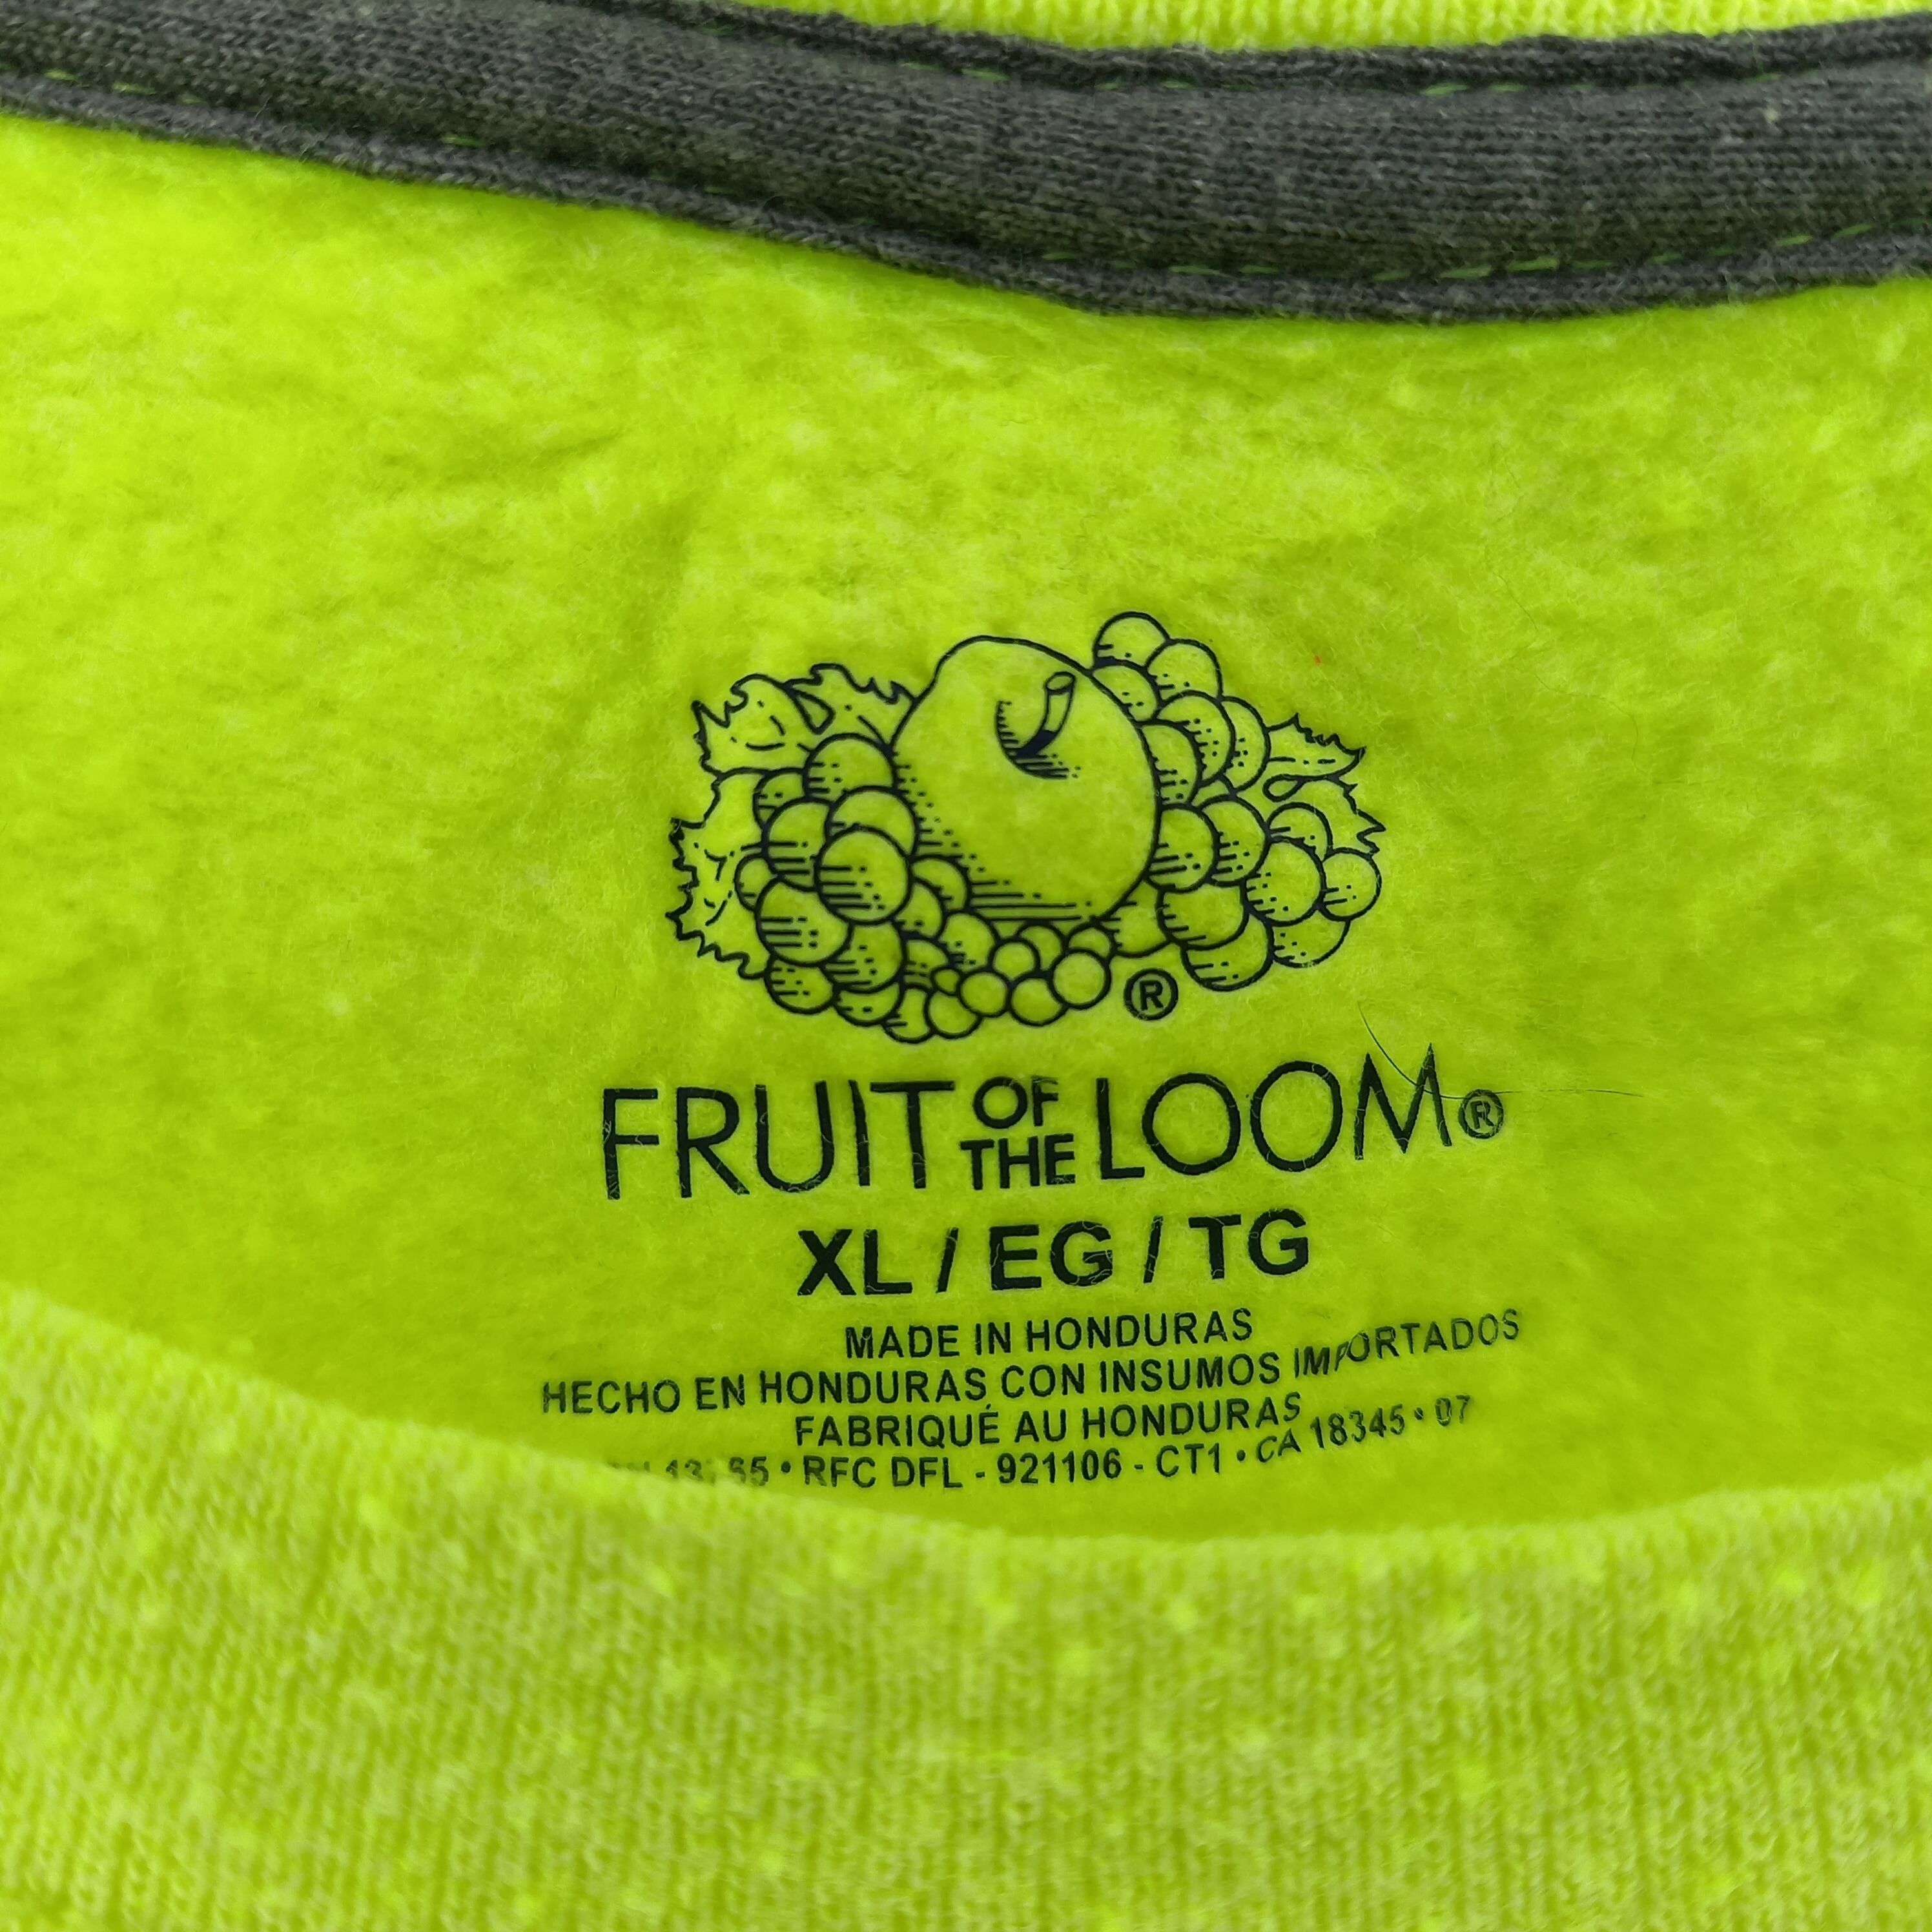 ®
FRUIT OF THE LOOM®
XL / EG / TG
MADE IN HONDURAS
HECHO EN HONDURAS CON INSUMOS IMPORTADOS
FABRIQUÉ AU HONDURAS
• RFC DFL - 921106 - CT1 • CA 18345 • 07